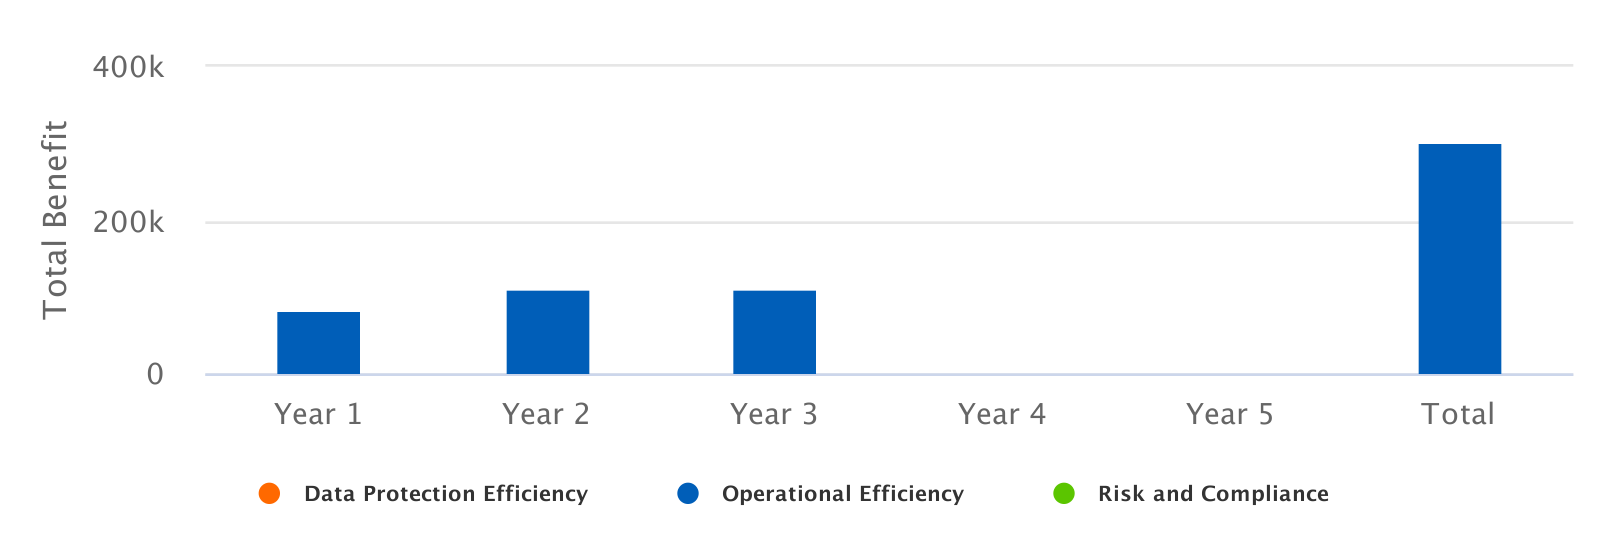 400k
200k
0
Total Benefit
Year 1 Year 2 Year 3 Year 4 Year 5 Total
Data Protection Efficiency Operational Efficiency Risk and Compliance